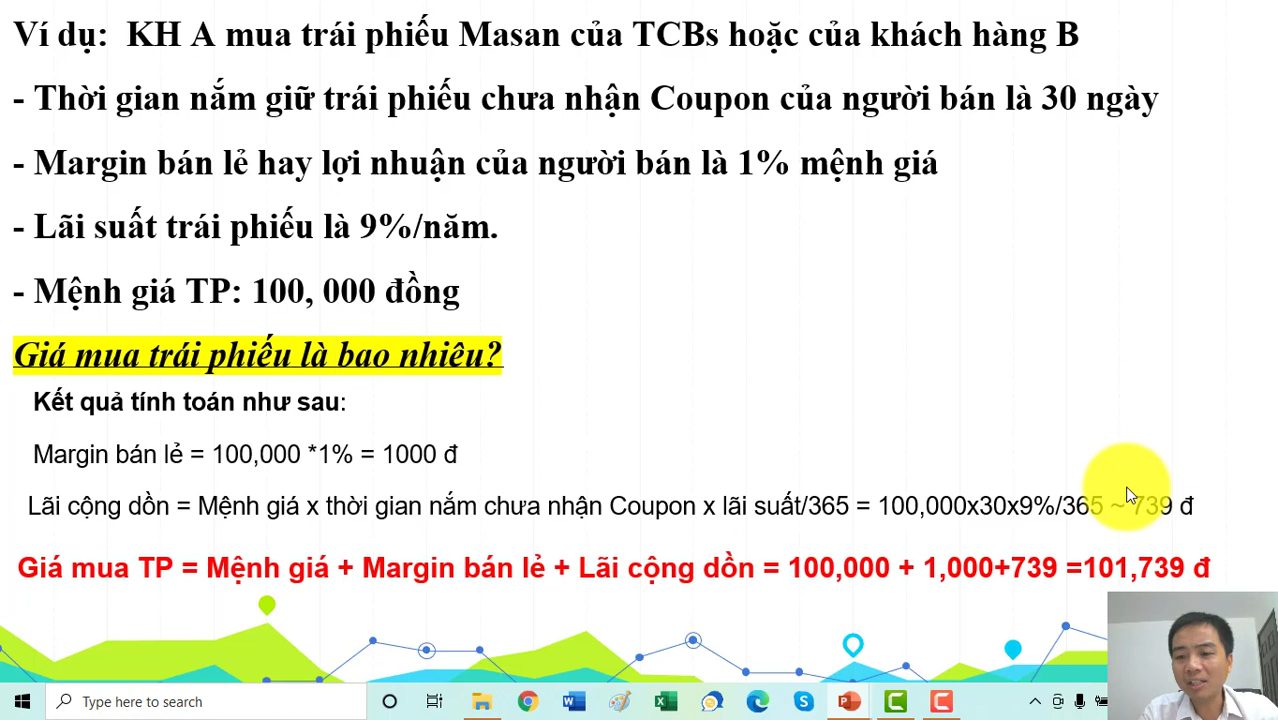 Ví dụ: KH A mua trái phiếu Masan của TCBs hoặc của khách hàng B
- Thời gian nắm giữ trái phiếu chưa nhận Coupon của người bán là 30 ngày
- Margin bán lẻ hay lợi nhuận của người bán là 1% mệnh giá
- Lãi suất trái phiếu là 9%/năm.
- Mệnh giá TP: 100, 000 đồng
Giá mua trái phiếu là bao nhiêu?
Kết quả tính toán như sau:
Margin bán lẻ = 100,000 *1% = 1000 đ
Lãi cộng dồn = Mệnh giá x thời gian nắm chưa nhận Coupon x lãi suất/365 = 100,000x30x9%/365 ~ 739 đ
Giá mua TP = Mệnh giá + Margin bán lẻ + Lãi cộng dồn = 100,000 + 1,000+739 =101,739 đ
Type here to search